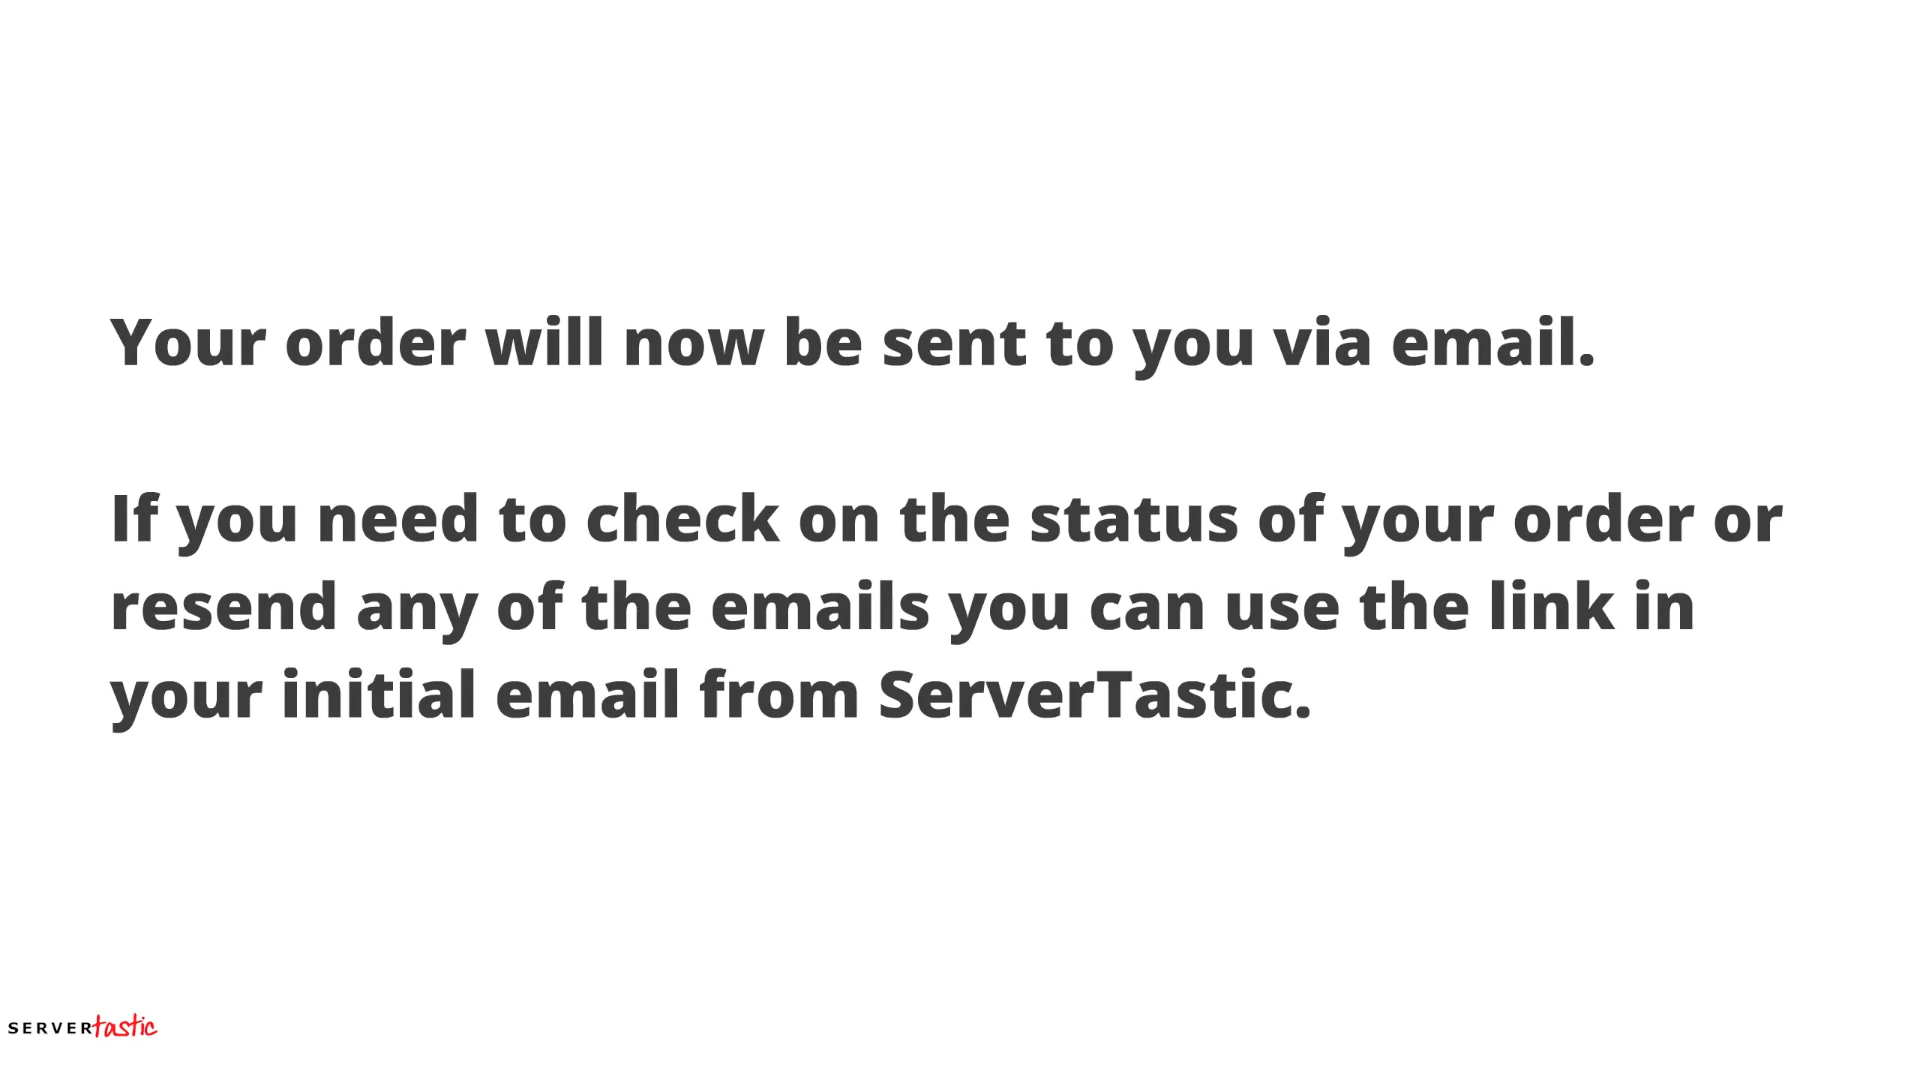 Your order will now be sent to you via email.
If you need to check on the status of your order or
resend any of the emails you can use the link in
your initial email from ServerTastic.
SERVERtastic